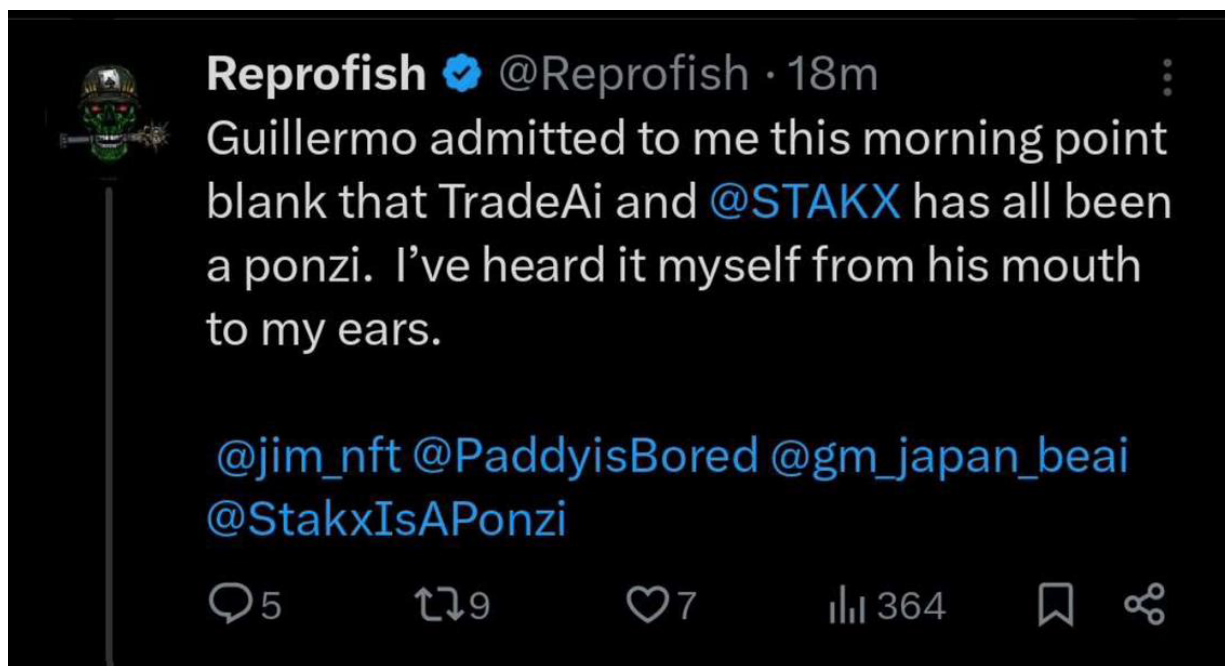 Reprofish @Reprofish · 18m
Guillermo admitted to me this morning point
blank that TradeAi and @STAKX has all been
a ponzi.  I’ve heard it myself from his mouth
to my ears.
@jim_nft @PaddyisBored @gm_japan_beai
@StakxIsAPonzi
5 9 7 364